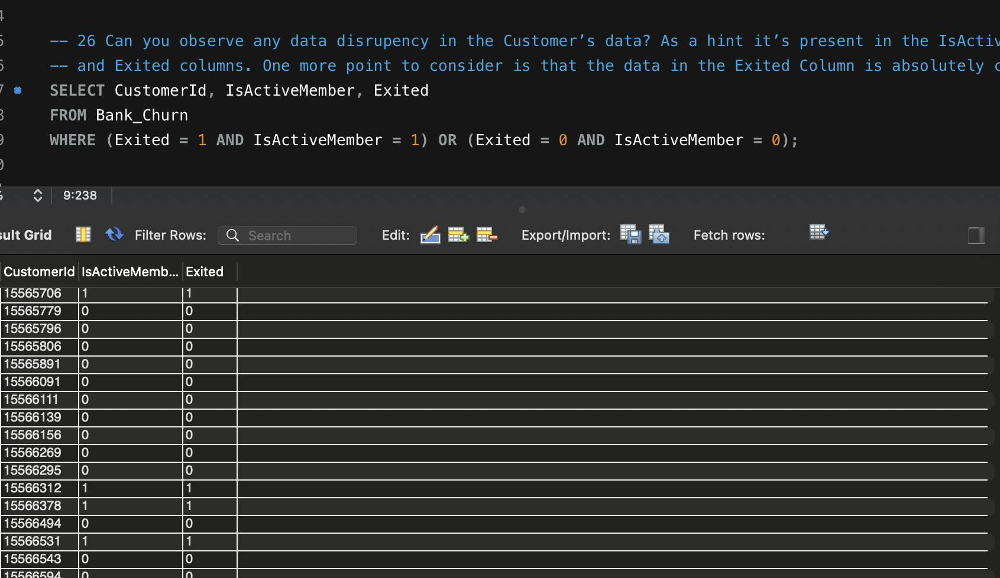 4
-- 26 Can you observe any data disrupency in the Customer’s data? As a hint it’s present in the
-- and Exited columns. One more point to consider is that the data in the Exited Column is absolutely
SELECT CustomerId, IsActiveMember, Exited
FROM Bank_Churn
WHERE (Exited = 1 AND IsActiveMember = 1) OR (Exited = 0 AND IsActiveMember = 0);
9:238
Grid Filter Rows: Search Edit: Export/Import: Fetch rows:
CustomerId IsActiveMemb... Exited
15565706 1 1
15565779 0 0
15565796 0 0
15565806 0 0
15565891 0 0
15566091 0 0
15566111 0 0
15566139 0 0
15566156 0 0
15566269 0 0
15566295 0 0
15566312 1 1
15566378 1 1
15566494 0 0
15566531 1 1
15566543 0 0
15566594 0 0